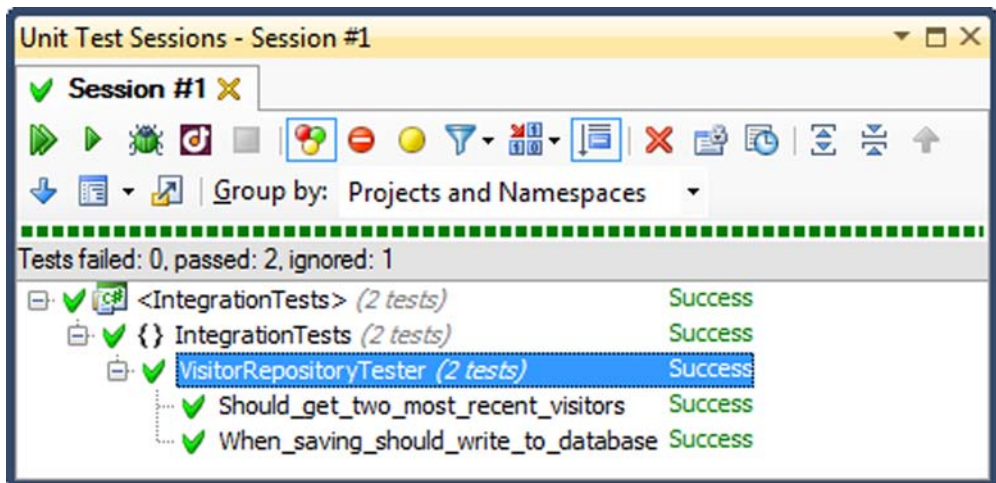 Unit Test Sessions - Session #1
Session #1
Group by: Projects and Namespaces
Tests failed: 0, passed: 2, ignored: 1
<IntegrationTests> (2 tests) Success
{} IntegrationTests (2 tests) Success
VisitorRepositoryTester (2 tests) Success
Should_get_two_most_recent_visitors Success
When_saving_should_write_to_database Success